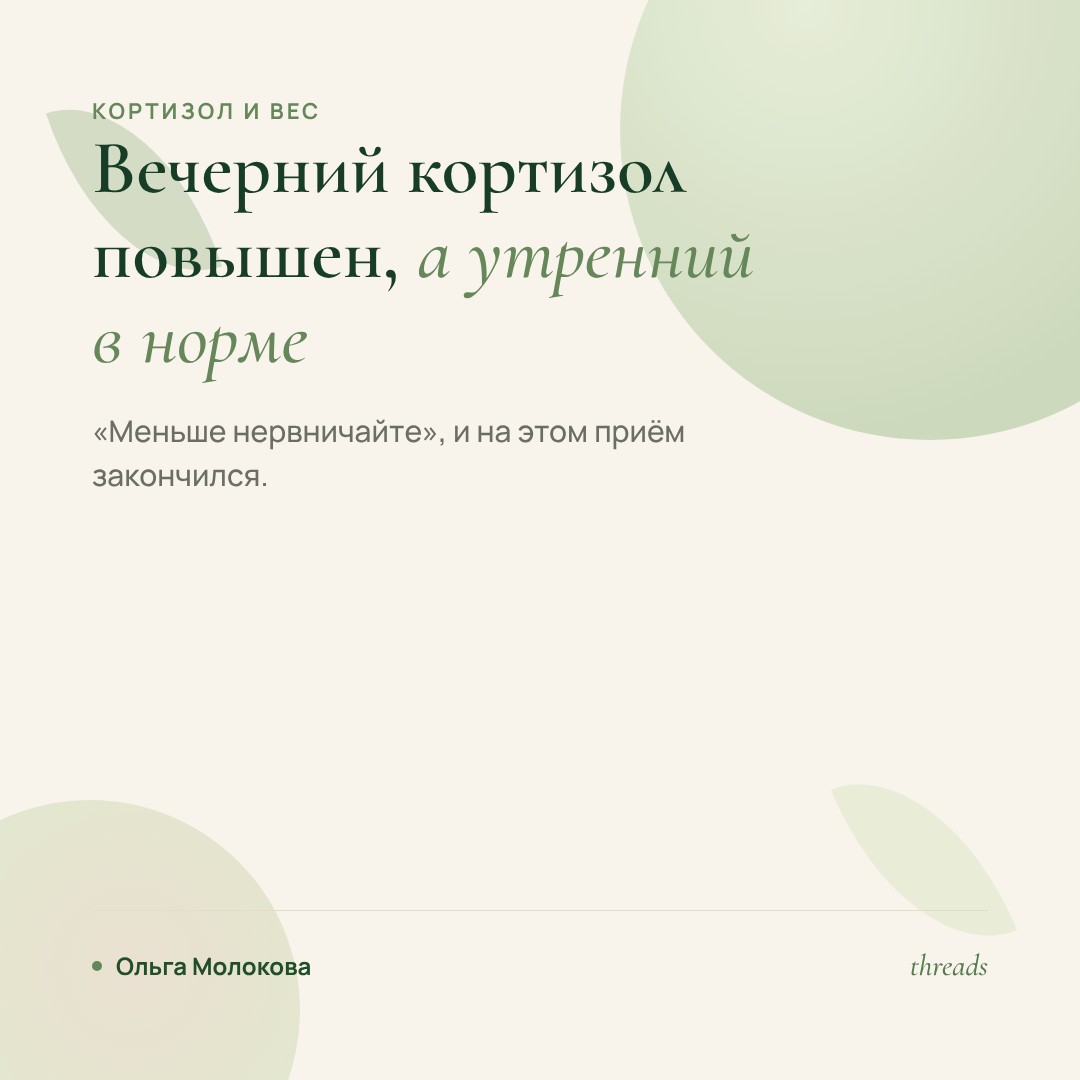 КОРТИЗОЛ И ВЕС
Вечерний кортизол
повышен, а утренний
в норме
«Меньше нервничайте», и на этом приём
закончился.
Ольга Молокова
threads